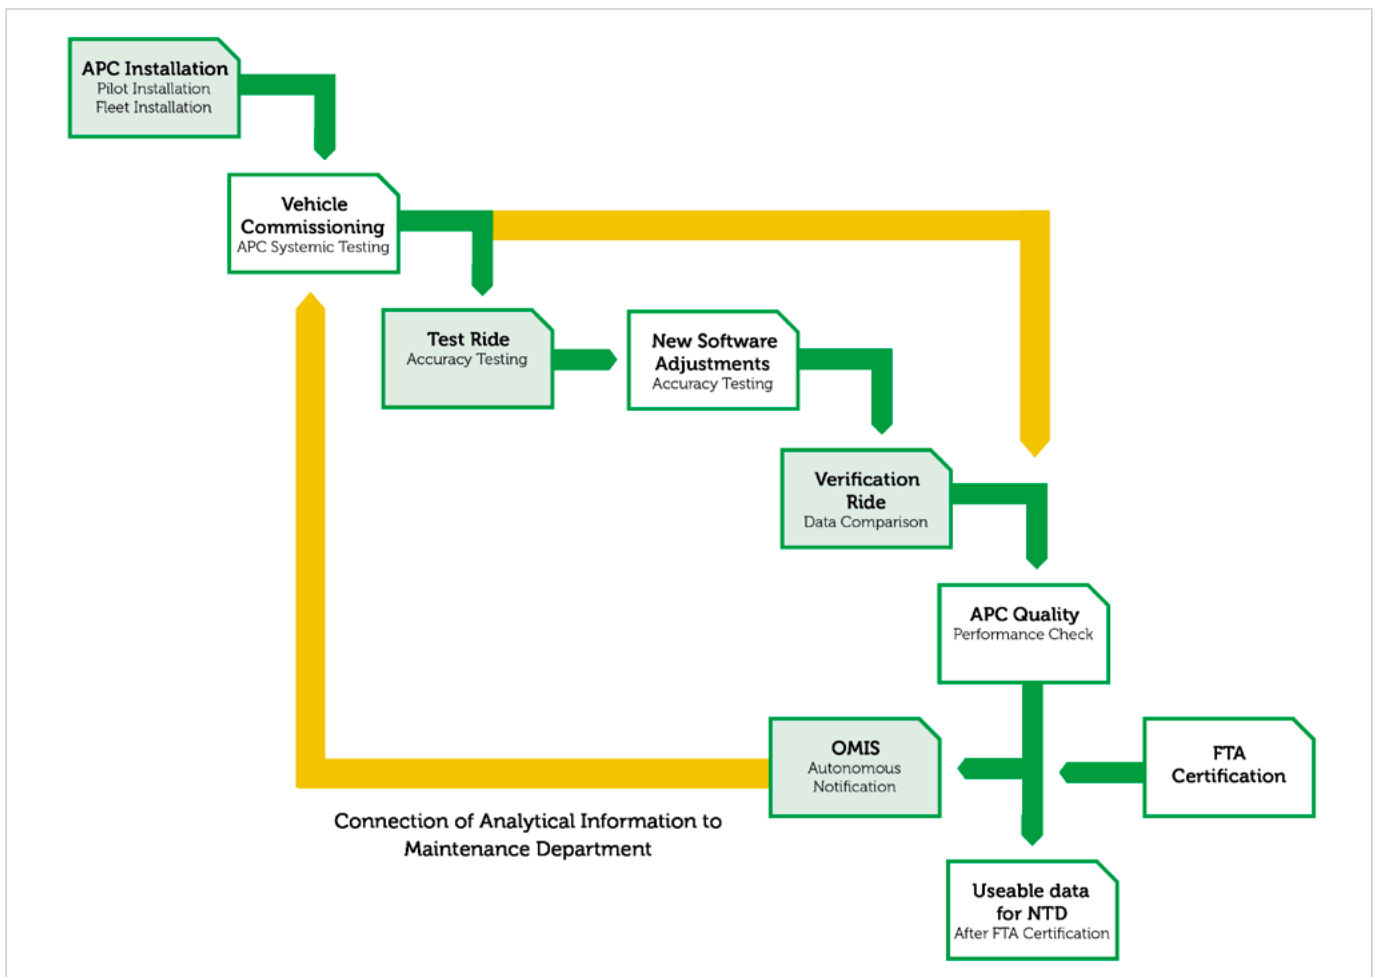 APC Installation
Pilot Installation
Fleet Installation
Vehicle
Commissioning
APC Systemic Testing
Test Ride
Accuracy Testing
New Software
Adjustments
Accuracy Testing
Verification
Ride
Data Comparison
APC Quality
Performance Check
OMIS
Autonomous
Notification
FTA
Certification
Connection of Analytical Information to
Maintenance Department
Useable data
for NTD
After FTA Certification